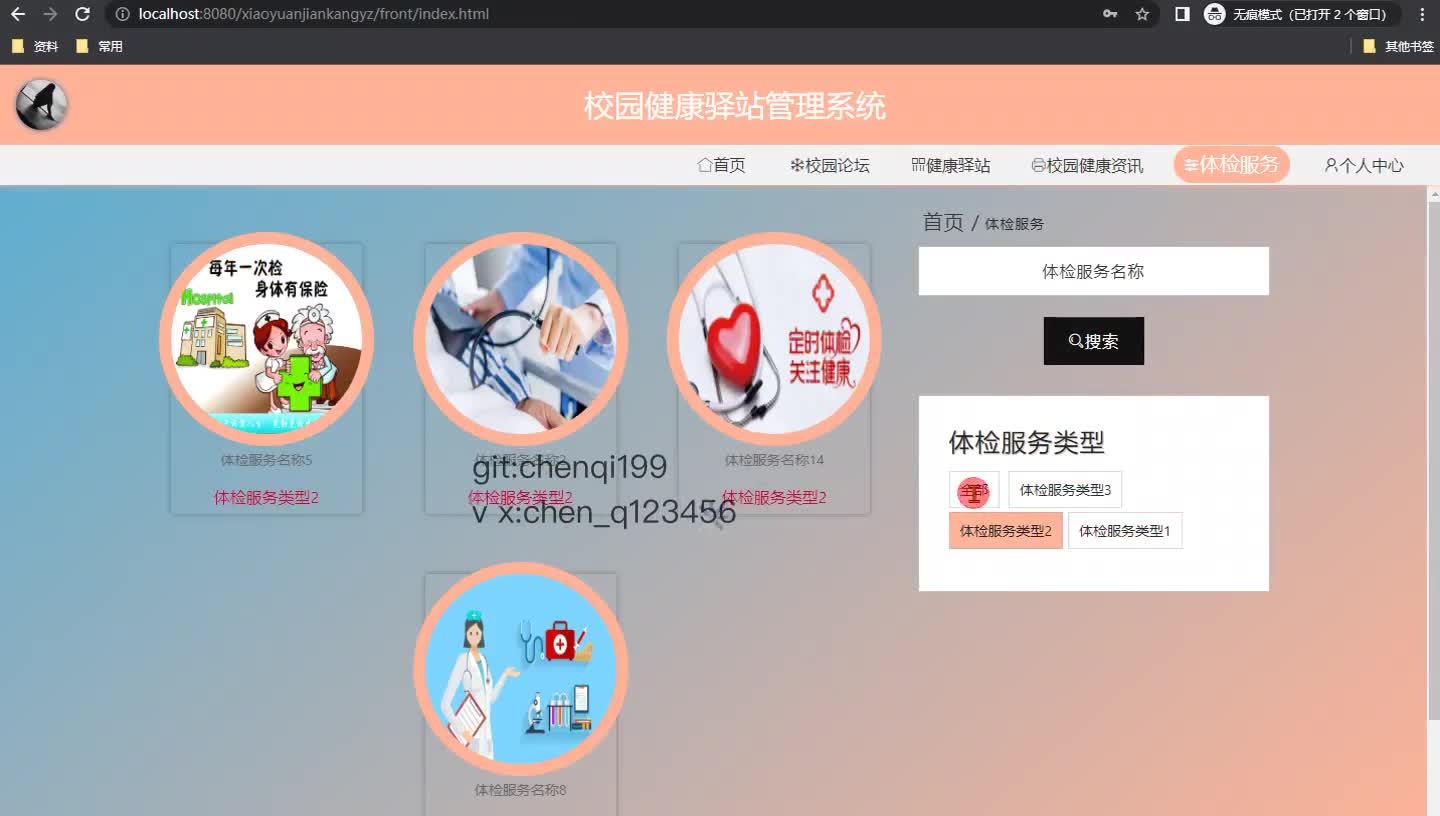 localhost:8080/xiaoyuanjiankangyz/front/index.html
无痕模式（已打开 2 个窗口）
资料
常用
其他书签
校园健康驿站管理系统
首页
校园论坛
健康驿站
校园健康资讯
体检服务
个人中心
首页 / 体检服务
体检服务名称
搜索
体检服务类型
全部
体检服务类型3
体检服务类型2
体检服务类型1
每年一次检
身体有保险
HOSPITAL
体检服务名称5
体检服务类型2
体检服务名称2
体检服务类型2
定时体检
关注健康
体检服务名称14
体检服务类型2
git:chenqi199
v x:chen_q123456
体检服务名称8